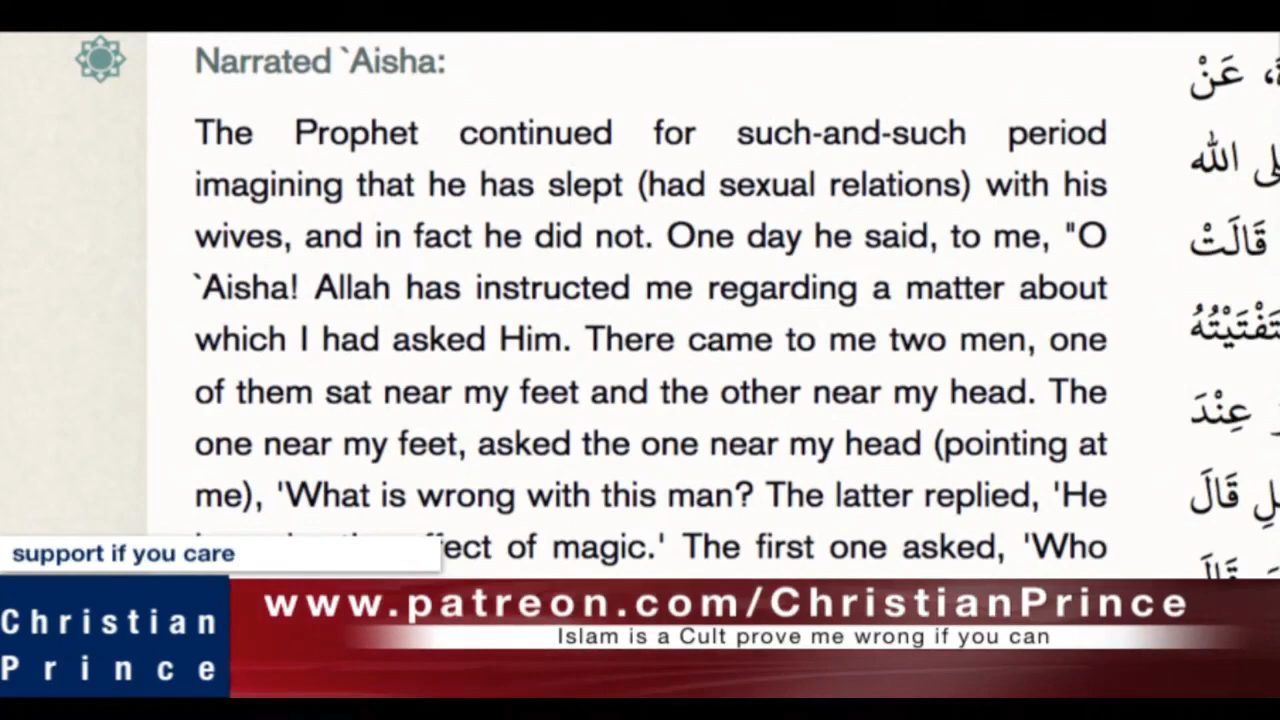 Narrated `Aisha:
The Prophet continued for such-and-such period
imagining that he has slept (had sexual relations) with his
wives, and in fact he did not. One day he said, to me, "O
`Aisha! Allah has instructed me regarding a matter about
which I had asked Him. There came to me two men, one
of them sat near my feet and the other near my head. The
one near my feet, asked the one near my head (pointing at
me), 'What is wrong with this man? The latter replied, 'He
of magic.' The first one asked, 'Who
عَنْ
الله
قَالَتْ
عِنْدَ
قَالَ
support if you care
Christian
Prince
www.patreon.com/ChristianPrince
Islam is a Cult prove me wrong if you can